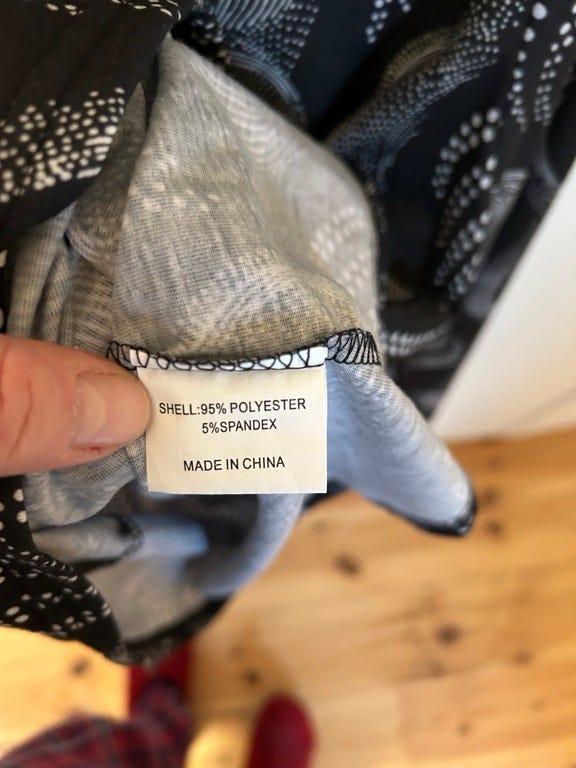 SHELL:95% POLYESTER
5%SPANDEX
MADE IN CHINA